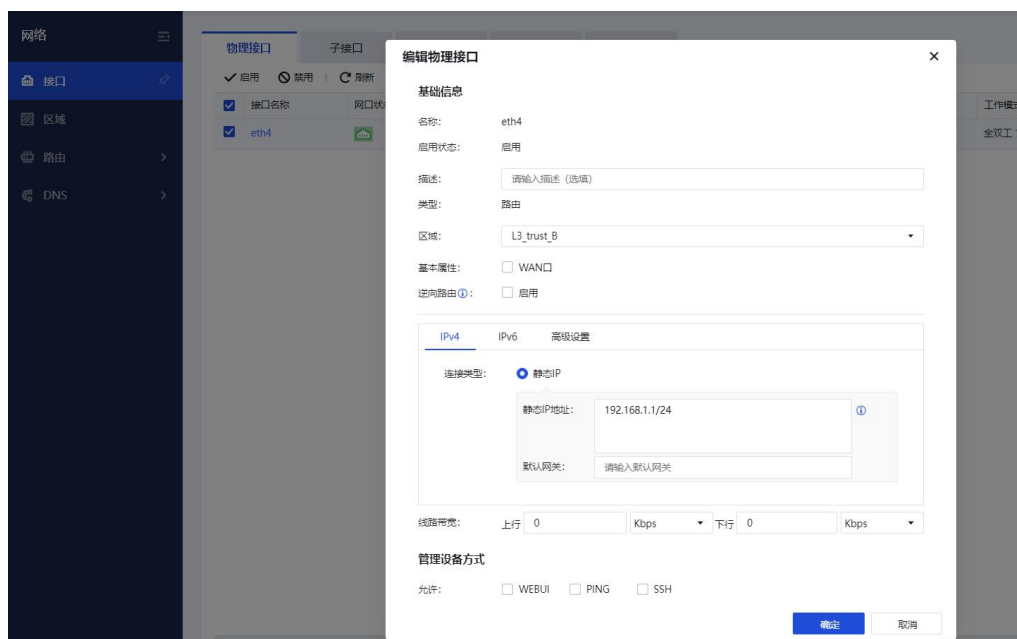 网络
接口
区域
路由
DNS
物理接口 子接口
启用 禁用 刷新
接口名称 网口状
eth4
工作模式
全双工
编辑物理接口
基础信息
名称: eth4
启用状态: 启用
描述: 请输入描述（选填）
类型: 路由
区域: L3_trust_B
基本属性: WAN口
逆向路由: 启用
IPv4 IPv6 高级设置
连接类型: 静态IP
静态IP地址: 192.168.1.1/24
默认网关: 请输入默认网关
线路带宽: 上行 0 Kbps 下行 0 Kbps
管理设备方式
允许: WEBUI PING SSH
确定 取消